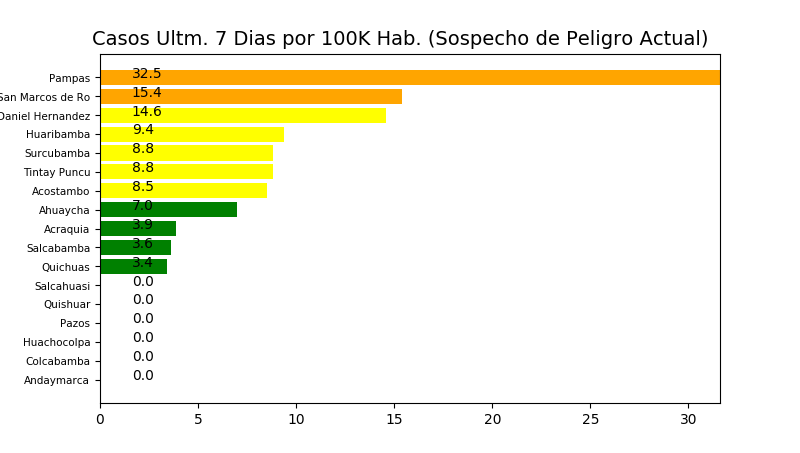 Casos Ultm. 7 Dias por 100K Hab. (Sospecho de Peligro Actual)
Pampas 32.5
San Marcos de Ro 15.4
Daniel Hernandez 14.6
Huaribamba 9.4
Surcubamba 8.8
Tintay Puncu 8.8
Acostambo 8.5
Ahuaycha 7.0
Acraquia 3.9
Salcabamba 3.6
Quichuas 3.4
Salcahuasi 0.0
Quishuar 0.0
Pazos 0.0
Huachocolpa 0.0
Colcabamba 0.0
Andaymarca 0.0
0 5 10 15 20 25 30